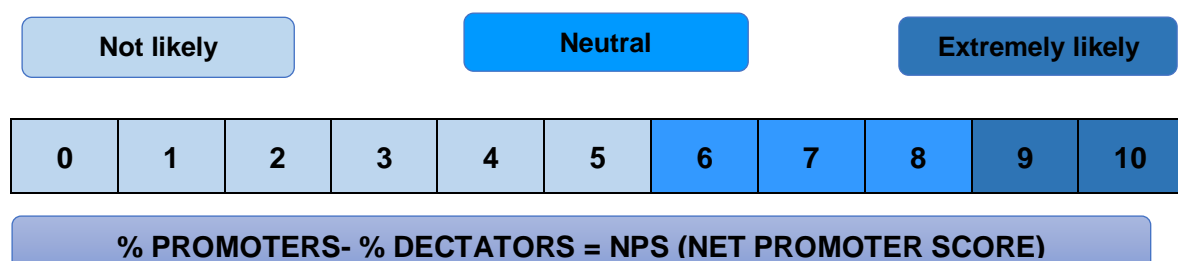 Not likely Neutral Extremely likely
0 1 2 3 4 5 6 7 8 9 10
% PROMOTERS- % DECTATORS = NPS (NET PROMOTER SCORE)